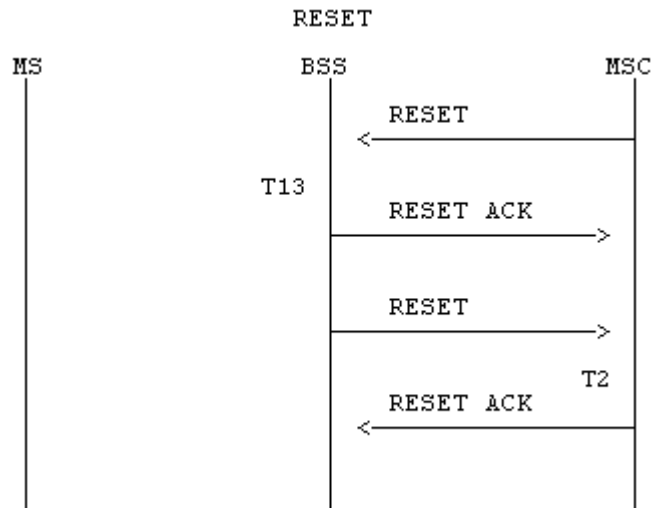 RESET
MS BSS MSC
RESET
T13
RESET ACK
RESET
T2
RESET ACK